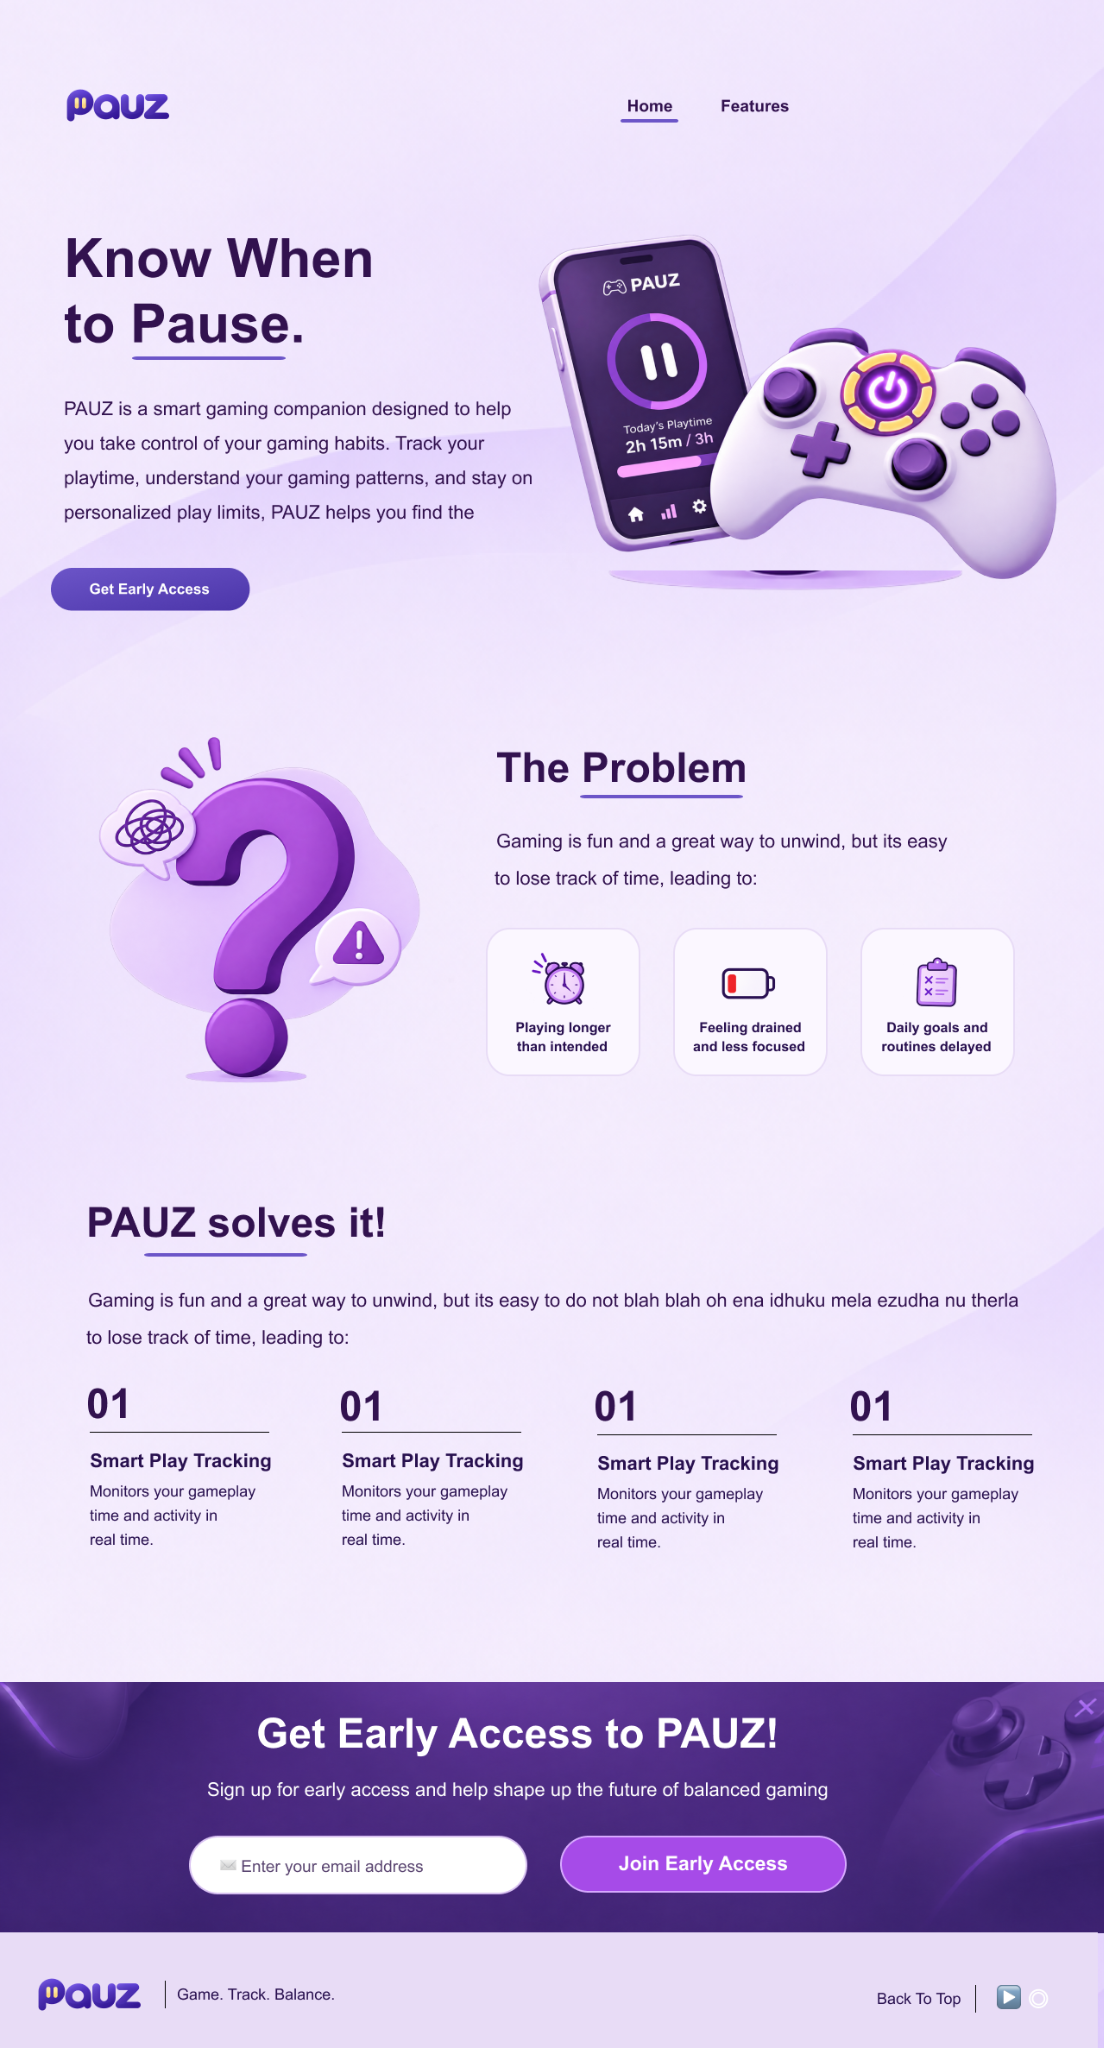 Pauz
Home Features
Know When
to Pause.
PAUZ is a smart gaming companion designed to help
you take control of your gaming habits. Track your
playtime, understand your gaming patterns, and stay on
personalized play limits, PAUZ helps you find the
Get Early Access
PAUZ
Today's Playtime
2h 15m / 3h
The Problem
Gaming is fun and a great way to unwind, but its easy
to lose track of time, leading to:
Playing longer
than intended
Feeling drained
and less focused
Daily goals and
routines delayed
PAUZ solves it!
Gaming is fun and a great way to unwind, but its easy to do not blah blah oh ena idhuku mela ezudha nu therla
to lose track of time, leading to:
01
Smart Play Tracking
Monitors your gameplay
time and activity in
real time.
01
Smart Play Tracking
Monitors your gameplay
time and activity in
real time.
01
Smart Play Tracking
Monitors your gameplay
time and activity in
real time.
01
Smart Play Tracking
Monitors your gameplay
time and activity in
real time.
Get Early Access to PAUZ!
Sign up for early access and help shape up the future of balanced gaming
Enter your email address
Join Early Access
Pauz
Game. Track. Balance.
Back To Top